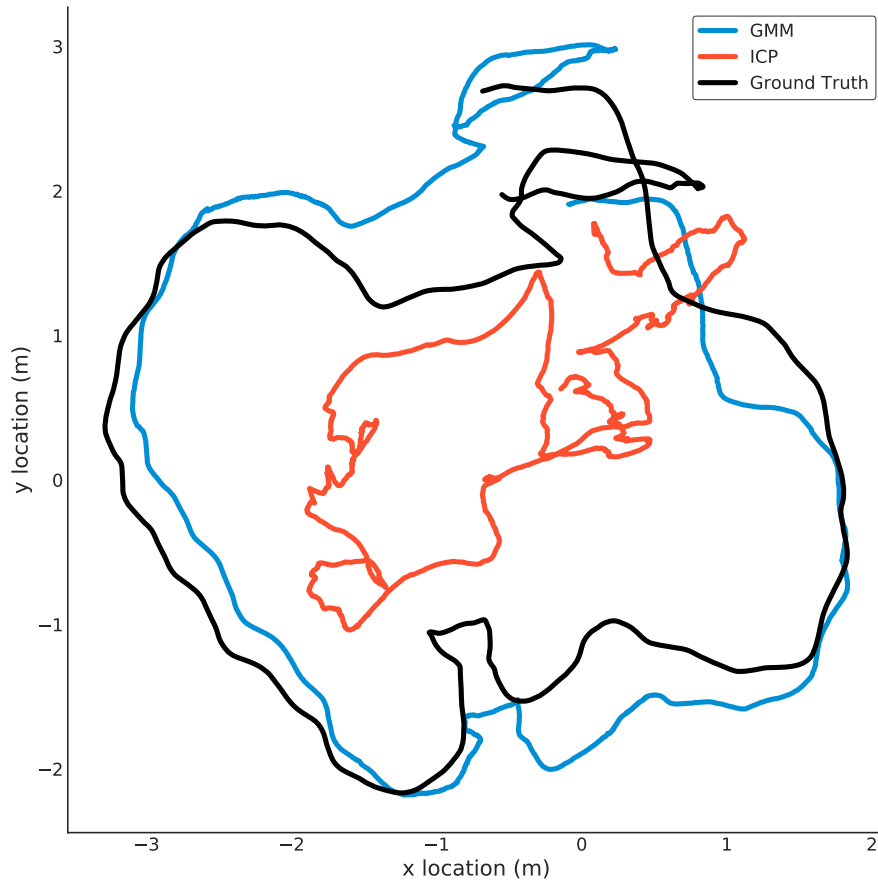 GMM
ICP
Ground Truth
3
2
1
0
−1
−2
y location (m)
−3 −2 −1 0 1 2
x location (m)